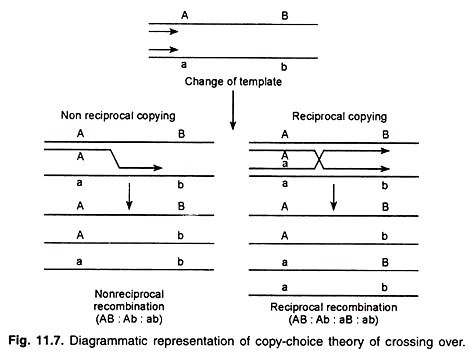 A B
a b
Change of template
Non reciprocal copying Reciprocal copying
A B A B
A A
a
a b a b
A B A B
A b A b
a b a B
a b
Nonreciprocal
recombination
(AB : Ab : ab)
Reciprocal recombination
(AB : Ab : aB : ab)
Fig. 11.7. Diagrammatic representation of copy-choice theory of crossing over.